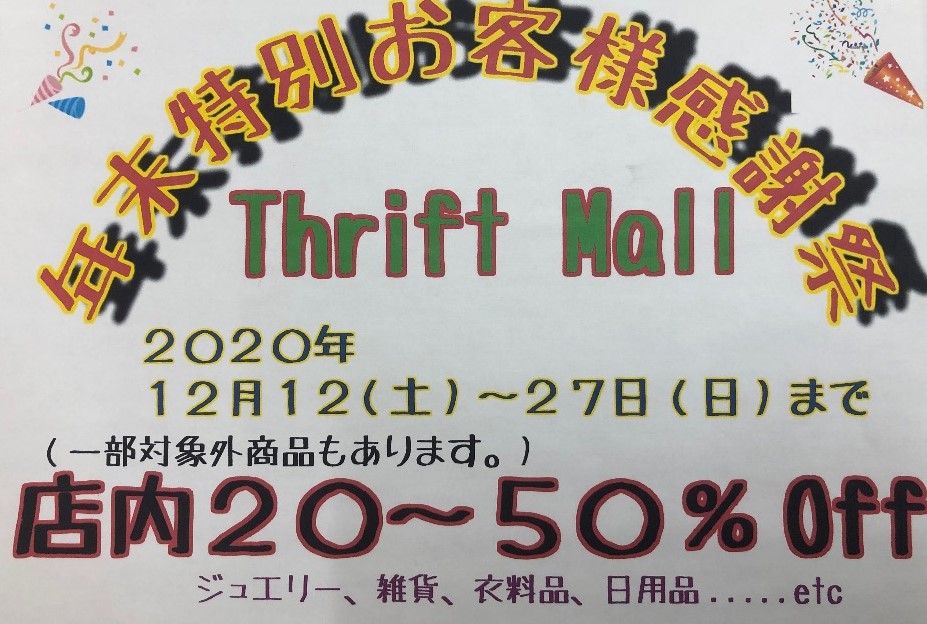 年末特別お客様感謝祭
Thrift Mall
２０２０年
１２月１２(土)～２７日(日)まで
(一部対象外商品もあります。)
店内２０～５０％Off
ジュエリー、雑貨、衣料品、日用品.....etc